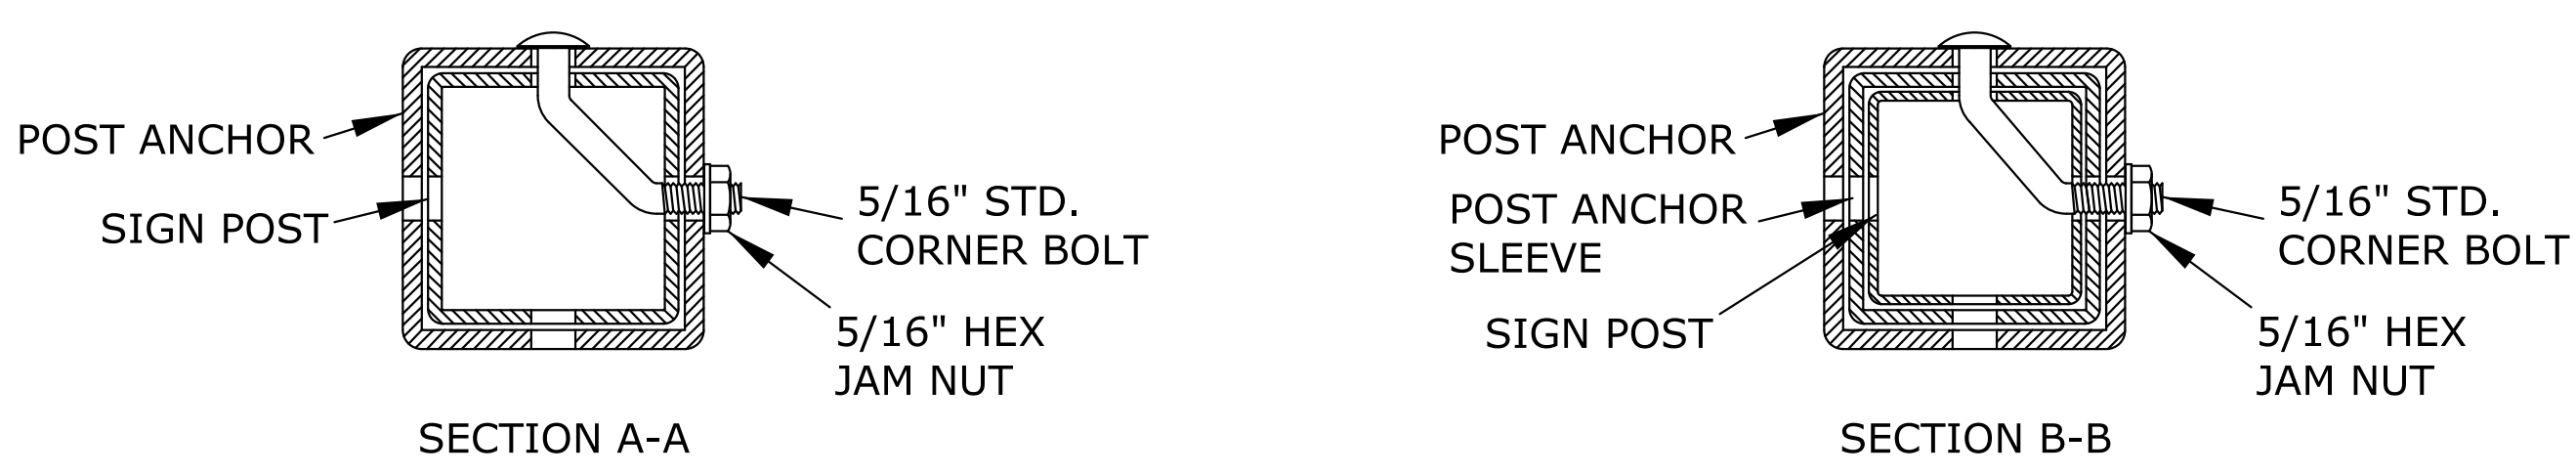 POST ANCHOR
SIGN POST
5/16" STD.
CORNER BOLT
5/16" HEX
JAM NUT
SECTION A-A
POST ANCHOR
POST ANCHOR
SLEEVE
SIGN POST
5/16" STD.
CORNER BOLT
5/16" HEX
JAM NUT
SECTION B-B